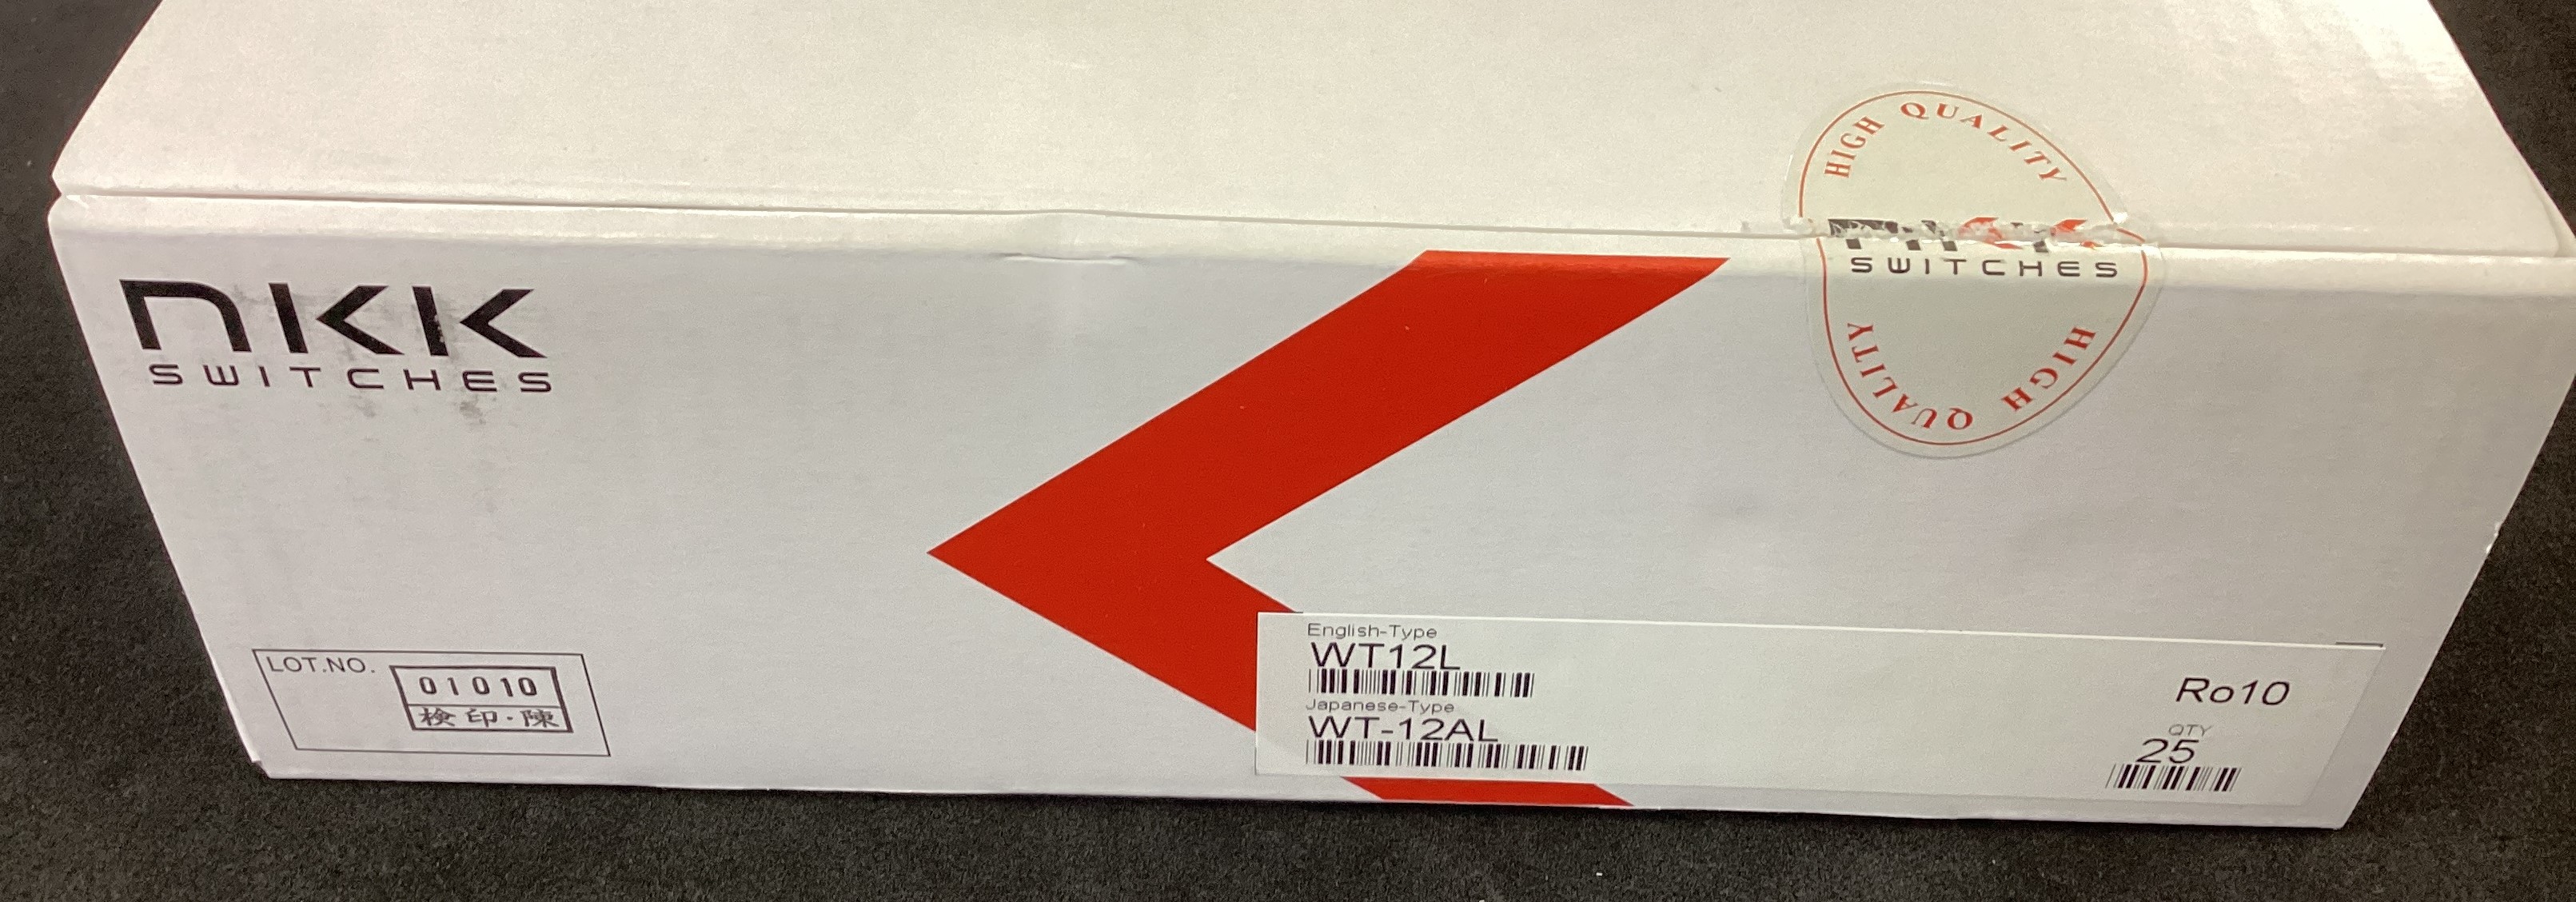 HIGH QUALITY
NKK
SWITCHES
HIGH QUALITY
NKK
SWITCHES
LOT.NO.
01010
検印・陳
English-Type
WT12L
Japanese-Type
WT-12AL
Ro10
QTY
25